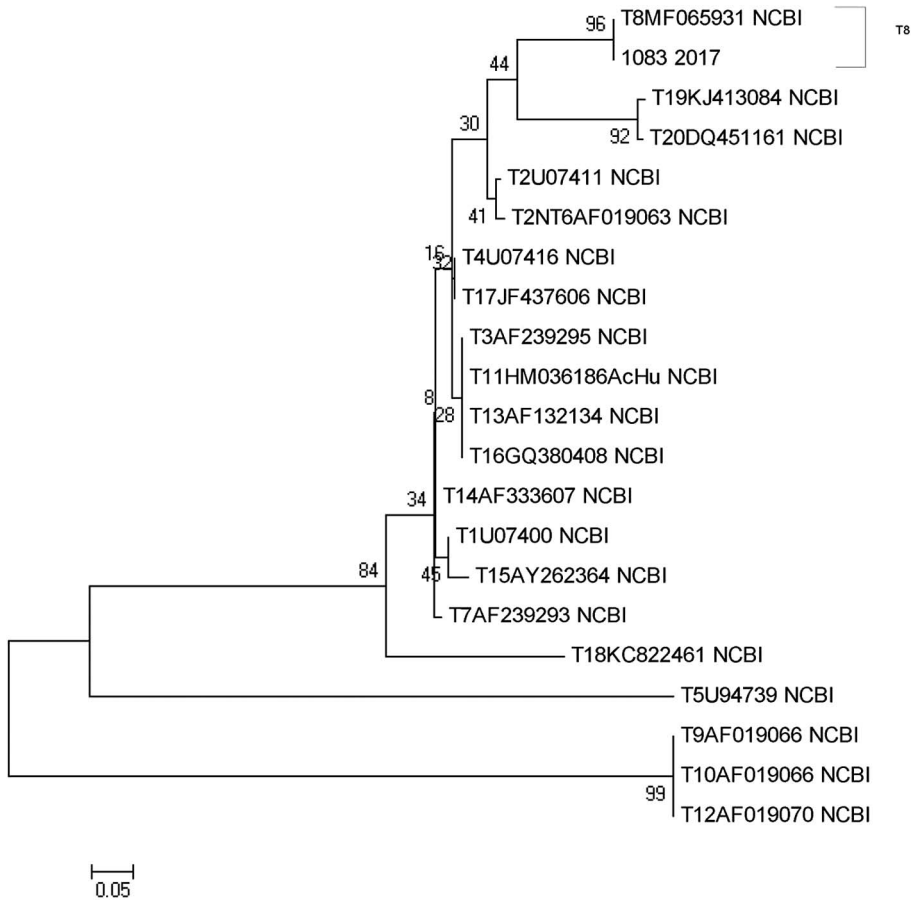 96
T8MF065931 NCBI
T8
1083 2017
44
T19KJ413084 NCBI
30
92
T20DQ451161 NCBI
T2U07411 NCBI
41
T2NT6AF019063 NCBI
16
32
T4U07416 NCBI
T17JF437606 NCBI
T3AF239295 NCBI
T11HM036186AcHu NCBI
8
28
T13AF132134 NCBI
T16GQ380408 NCBI
34
T14AF333607 NCBI
T1U07400 NCBI
84
45
T15AY262364 NCBI
T7AF239293 NCBI
T18KC822461 NCBI
T5U94739 NCBI
T9AF019066 NCBI
T10AF019066 NCBI
99
T12AF019070 NCBI
0.05